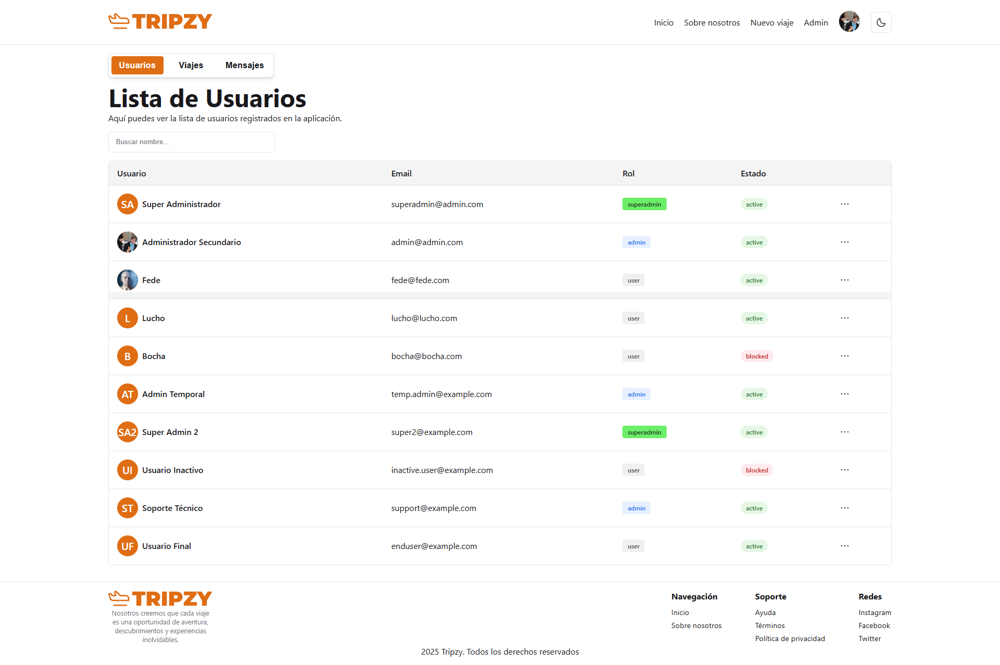 TRIPZY
Inicio Sobre nosotros Nuevo viaje Admin
Usuarios Viajes Mensajes
Lista de Usuarios
Aquí puedes ver la lista de usuarios registrados en la aplicación.
Buscar nombre...
Usuario Email Rol Estado
SA Super Administrador superadmin@admin.com superadmin active ...
Administrador Secundario admin@admin.com admin active ...
Fede fede@fede.com user active ...
L Lucho lucho@lucho.com user active ...
B Bocha bocha@bocha.com user blocked ...
AT Admin Temporal temp.admin@example.com admin active ...
SA2 Super Admin 2 super2@example.com superadmin active ...
UI Usuario Inactivo inactive.user@example.com user blocked ...
ST Soporte Técnico support@example.com admin active ...
UF Usuario Final enduser@example.com user active ...
TRIPZY
Nosotros creemos que cada viaje
es una oportunidad de aventura,
descubrimientos y experiencias
inolvidables.
Navegación
Inicio
Sobre nosotros
Soporte
Ayuda
Términos
Política de privacidad
Redes
Instagram
Facebook
Twitter
2025 Tripzy. Todos los derechos reservados